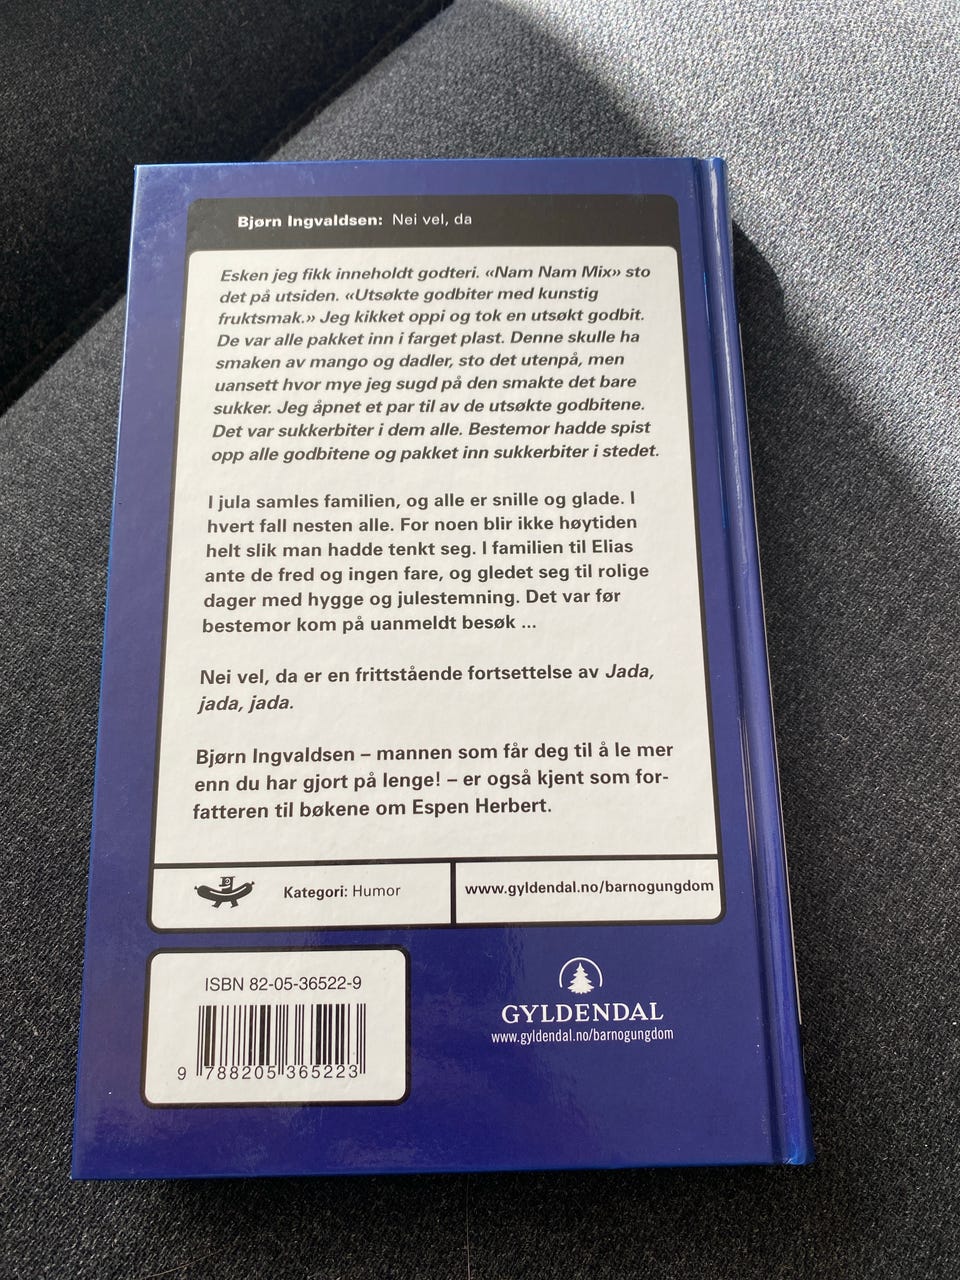 Bjørn Ingvaldsen: Nei vel, da
Esken jeg fikk inneholdt godteri. «Nam Nam Mix» sto
det på utsiden. «Utsøkte godbiter med kunstig
fruktsmak.» Jeg kikket oppi og tok en utsøkt godbit.
De var alle pakket inn i farget plast. Denne skulle ha
smaken av mango og dadler, sto det utenpå, men
uansett hvor mye jeg sugd på den smakte det bare
sukker. Jeg åpnet et par til av de utsøkte godbitene.
Det var sukkerbiter i dem alle. Bestemor hadde spist
opp alle godbitene og pakket inn sukkerbiter i stedet.
I jula samles familien, og alle er snille og glade. I
hvert fall nesten alle. For noen blir ikke høytiden
helt slik man hadde tenkt seg. I familien til Elias
ante de fred og ingen fare, og gledet seg til rolige
dager med hygge og julestemning. Det var før
bestemor kom på uanmeldt besøk ...
Nei vel, da er en frittstående fortsettelse av Jada,
jada, jada.
Bjørn Ingvaldsen – mannen som får deg til å le mer
enn du har gjort på lenge! – er også kjent som for-
fatteren til bøkene om Espen Herbert.
Kategori: Humor
www.gyldendal.no/barnogungdom
ISBN 82-05-36522-9
9 788205 365223
GYLDENDAL
www.gyldendal.no/barnogungdom